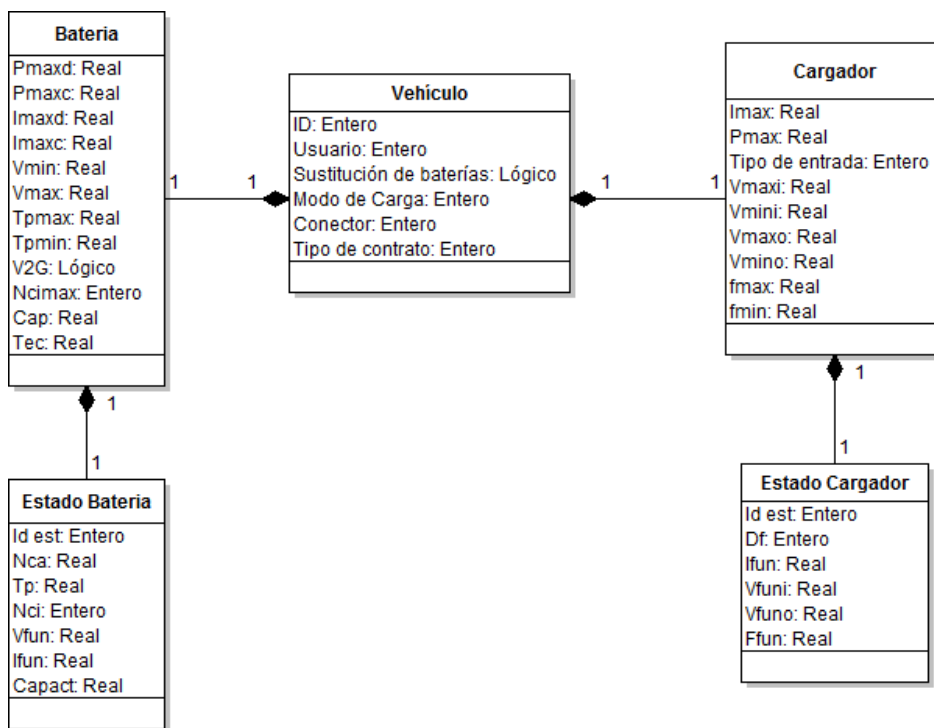 Bateria
Pmaxd: Real
Pmaxc: Real
Imaxd: Real
Imaxc: Real
Vmin: Real
Vmax: Real
Tpmax: Real
Tpmin: Real
V2G: Lógico
Ncimax: Entero
Cap: Real
Tec: Real
1
1
Vehículo
ID: Entero
Usuario: Entero
Sustitución de baterías: Lógico
Modo de Carga: Entero
Conector: Entero
Tipo de contrato: Entero
1
1
Cargador
Imax: Real
Pmax: Real
Tipo de entrada: Entero
Vmaxi: Real
Vmini: Real
Vmaxo: Real
Vmino: Real
fmax: Real
fmin: Real
1
1
Estado Bateria
Id est: Entero
Nca: Real
Tp: Real
Nci: Entero
Vfun: Real
Ifun: Real
Capact: Real
1
1
Estado Cargador
Id est: Entero
Df: Entero
Ifun: Real
Vfuni: Real
Vfuno: Real
Ffun: Real